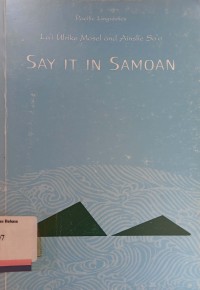 Pacific Linguistics
Ulrike Mosel and Ainslie So'o
SAY IT IN SAMOAN